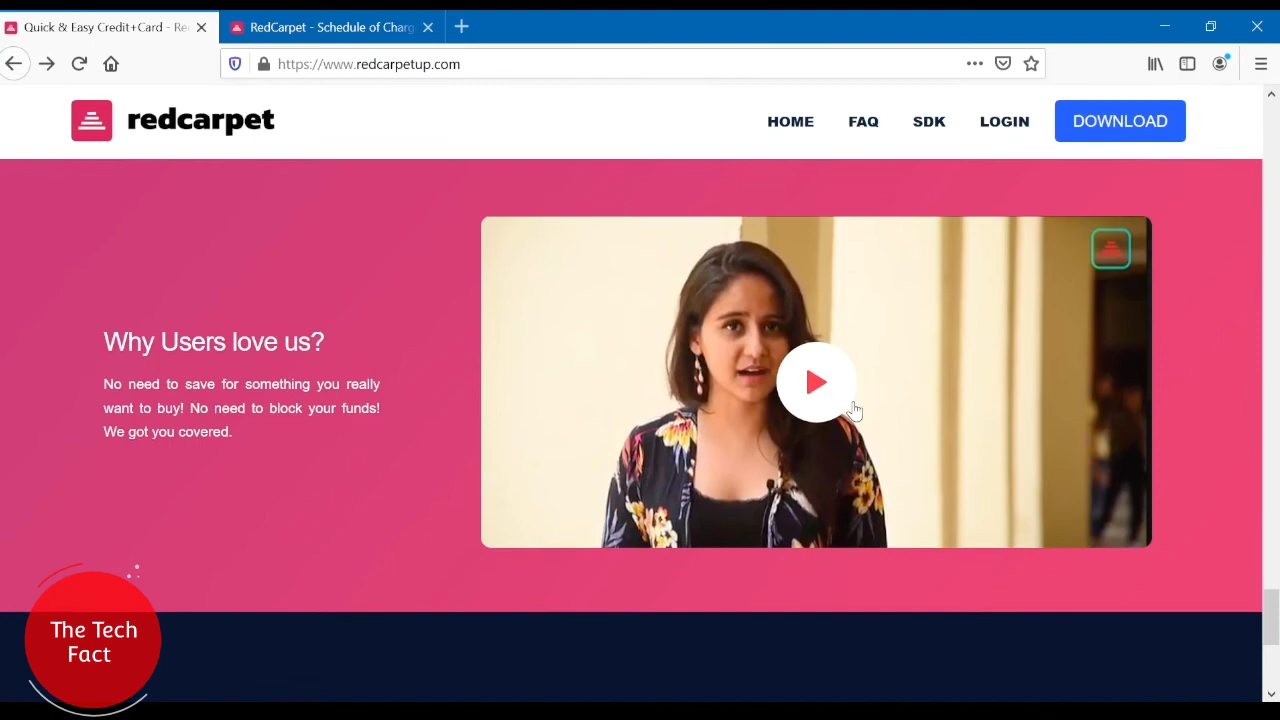 Quick & Easy Credit+Card - Re
RedCarpet - Schedule of Charg
https://www.redcarpetup.com
redcarpet
HOME
FAQ
SDK
LOGIN
DOWNLOAD
Why Users love us?
No need to save for something you really
want to buy! No need to block your funds!
We got you covered.
The Tech
Fact